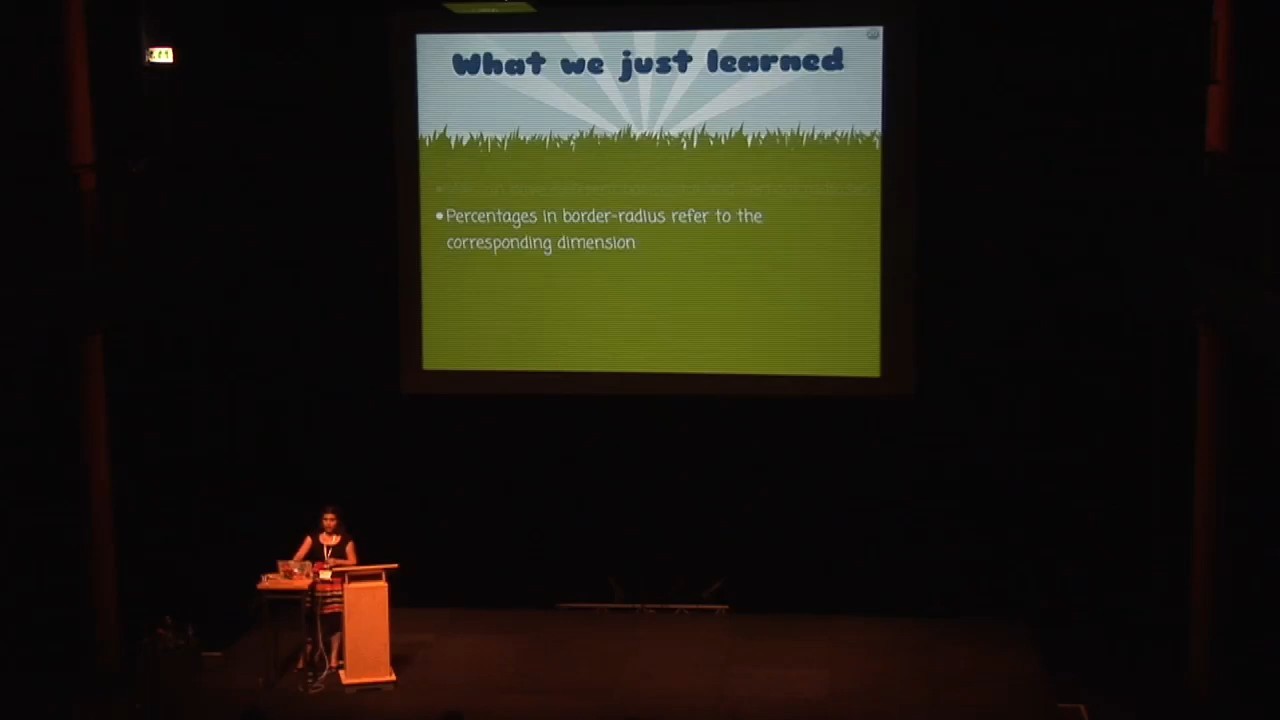 What we just learned
• Percentages in border-radius refer to the
corresponding dimension